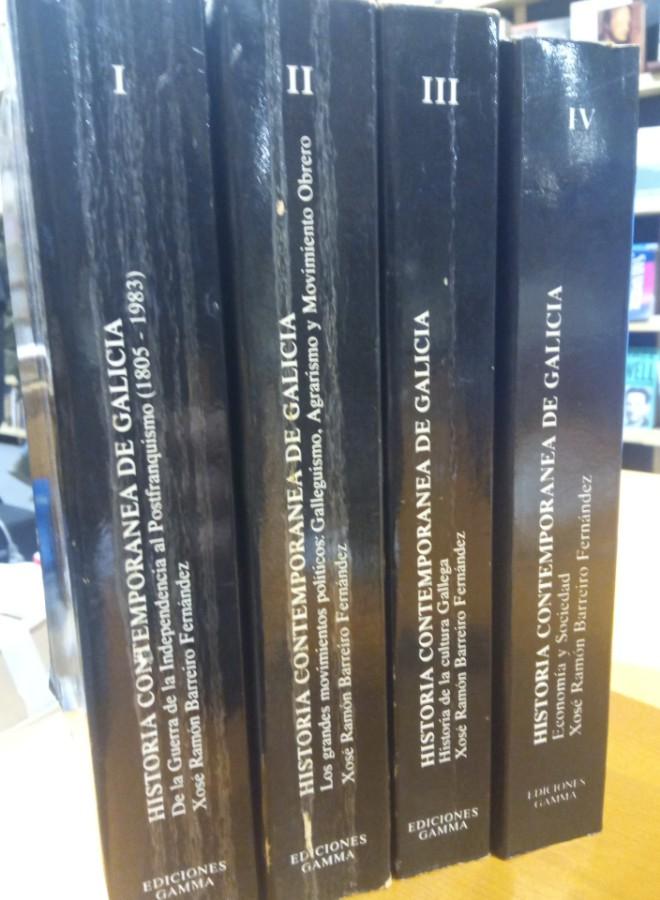 I
HISTORIA CONTEMPORANEA DE GALICIA
De la Guerra de la Independencia al Postfranquismo (1805 - 1983)
Xosé Ramón Barreiro Fernández
EDICIONES
GAMMA
II
HISTORIA CONTEMPORANEA DE GALICIA
Los grandes movimientos políticos: Galleguismo, Agrarismo y Movimiento Obrero
Xosé Ramón Barreiro Fernández
EDICIONES
GAMMA
III
HISTORIA CONTEMPORANEA DE GALICIA
Historia de la cultura Gallega
Xosé Ramón Barreiro Fernández
EDICIONES
GAMMA
IV
HISTORIA CONTEMPORANEA DE GALICIA
Economía y Sociedad
Xosé Ramón Barreiro Fernández
EDICIONES
GAMMA